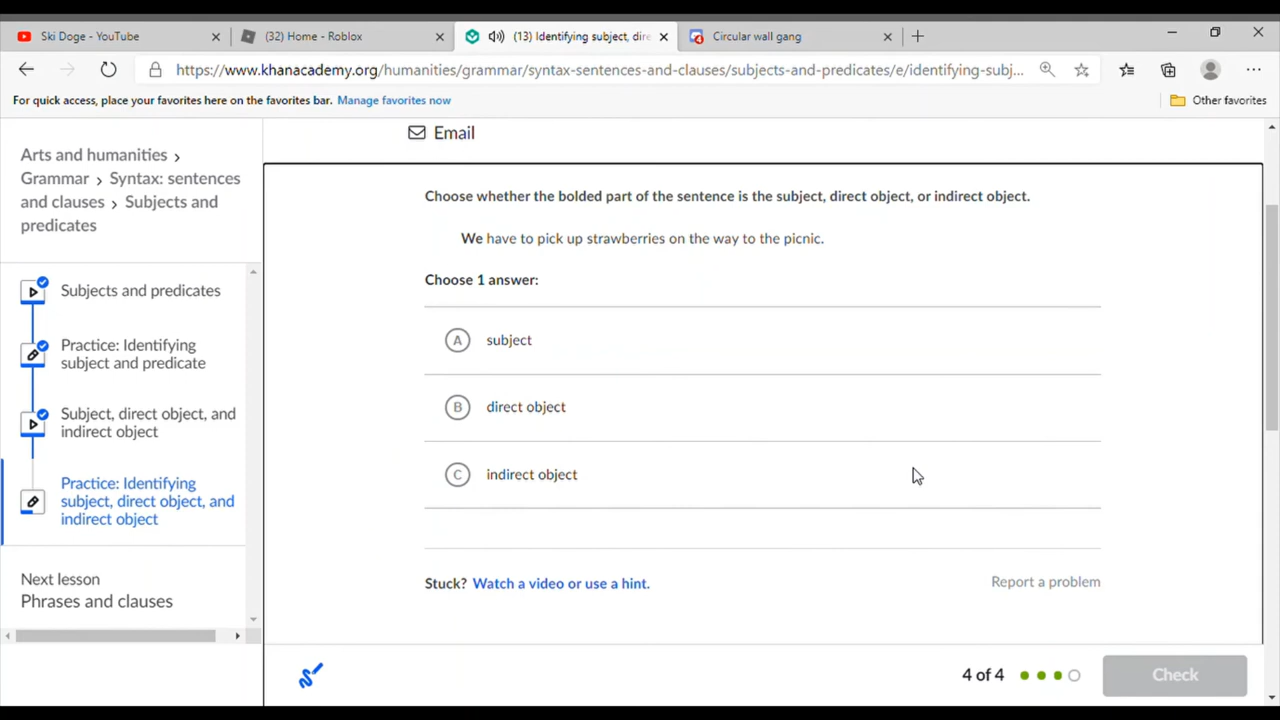 Ski Doge - YouTube
(32) Home - Roblox
(13) Identifying subject, dire
Circular wall gang
https://www.khanacademy.org/humanities/grammar/syntax-sentences-and-clauses/subjects-and-predicates/e/identifying-subj...
For quick access, place your favorites here on the favorites bar. Manage favorites now
Other favorites
Email
Arts and humanities
Grammar
Syntax: sentences
and clauses
Subjects and
predicates
Subjects and predicates
Practice: Identifying
subject and predicate
Subject, direct object, and
indirect object
Practice: Identifying
subject, direct object, and
indirect object
Next lesson
Phrases and clauses
Choose whether the bolded part of the sentence is the subject, direct object, or indirect object.
We have to pick up strawberries on the way to the picnic.
Choose 1 answer:
A subject
B direct object
C indirect object
Stuck? Watch a video or use a hint.
Report a problem
4 of 4
Check